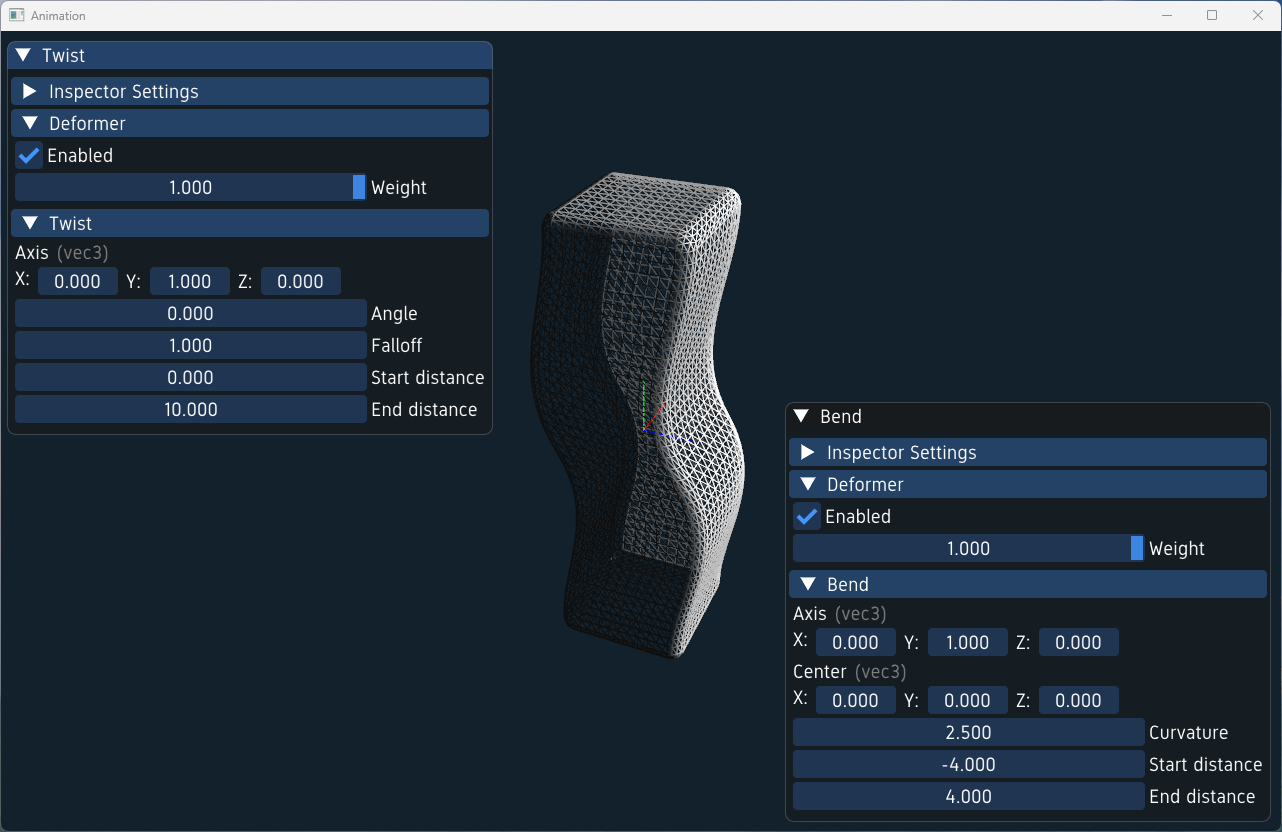 Animation
Twist
Inspector Settings
Deformer
Enabled
1.000 Weight
Twist
Axis (vec3)
X: 0.000 Y: 1.000 Z: 0.000
0.000 Angle
1.000 Falloff
0.000 Start distance
10.000 End distance
Bend
Inspector Settings
Deformer
Enabled
1.000 Weight
Bend
Axis (vec3)
X: 0.000 Y: 1.000 Z: 0.000
Center (vec3)
X: 0.000 Y: 0.000 Z: 0.000
2.500 Curvature
-4.000 Start distance
4.000 End distance